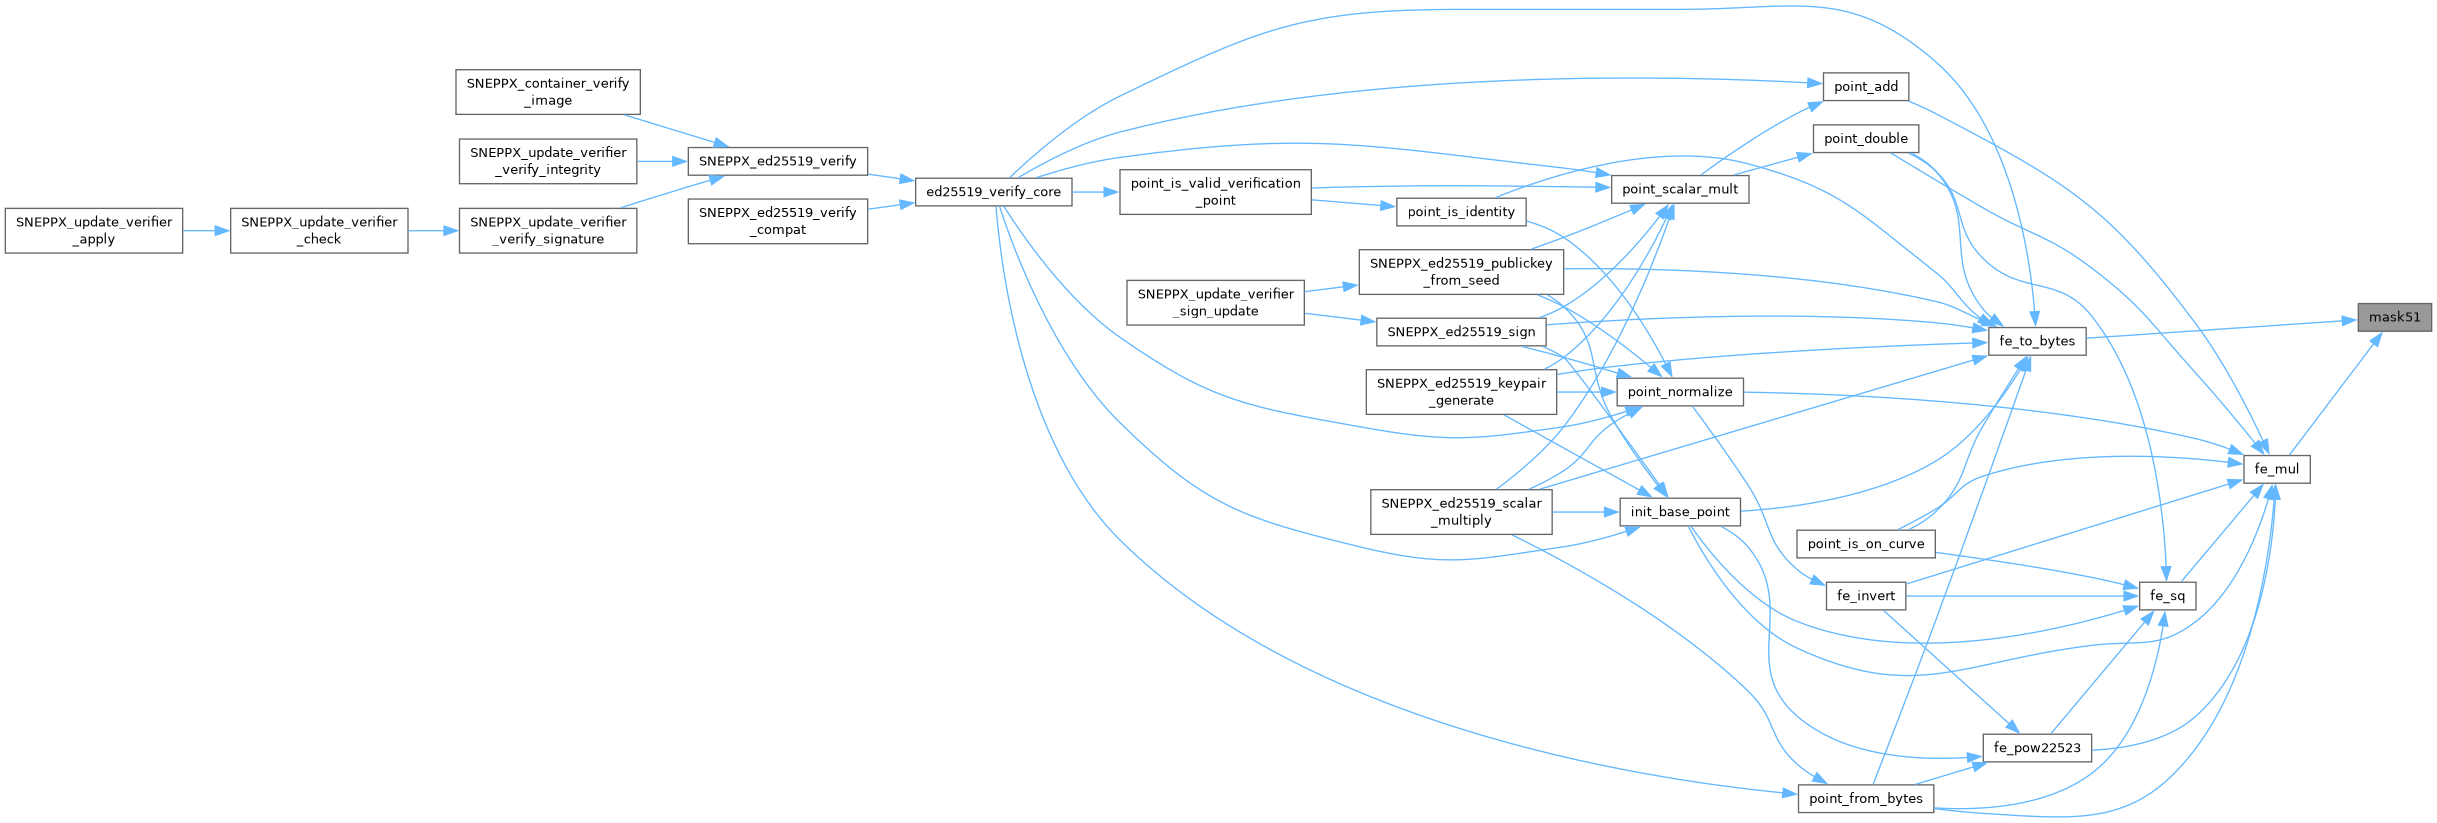 SNEPPX_container_verify
_image
SNEPPX_update_verifier
_verify_integrity
SNEPPX_update_verifier
_apply
SNEPPX_update_verifier
_check
SNEPPX_update_verifier
_verify_signature
SNEPPX_ed25519_verify
SNEPPX_ed25519_verify
_compat
ed25519_verify_core
point_is_valid_verification
_point
SNEPPX_update_verifier
_sign_update
point_is_identity
SNEPPX_ed25519_publickey
_from_seed
SNEPPX_ed25519_sign
SNEPPX_ed25519_keypair
_generate
SNEPPX_ed25519_scalar
_multiply
point_add
point_double
point_scalar_mult
point_normalize
init_base_point
point_is_on_curve
fe_invert
point_from_bytes
fe_to_bytes
fe_pow22523
fe_sq
fe_mul
mask51